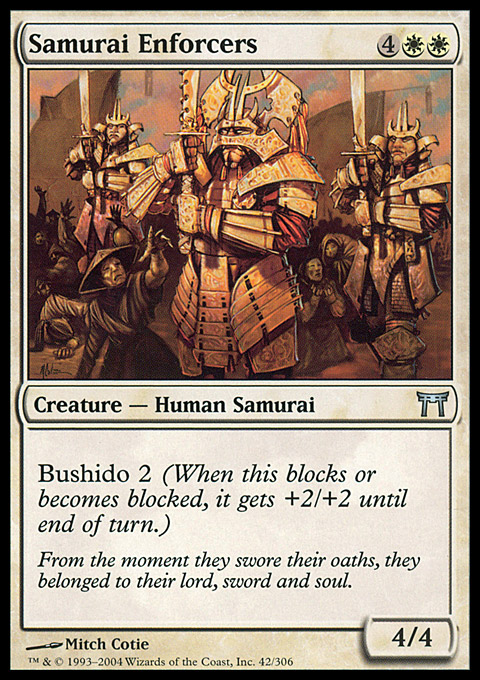 Samurai Enforcers 4
Creature — Human Samurai
Bushido 2 (When this blocks or
becomes blocked, it gets +2/+2 until
end of turn.)
From the moment they swore their oaths, they
belonged to their lord, sword and soul.
Mitch Cotie
4/4
™ & © 1993–2004 Wizards of the Coast, Inc. 42/306